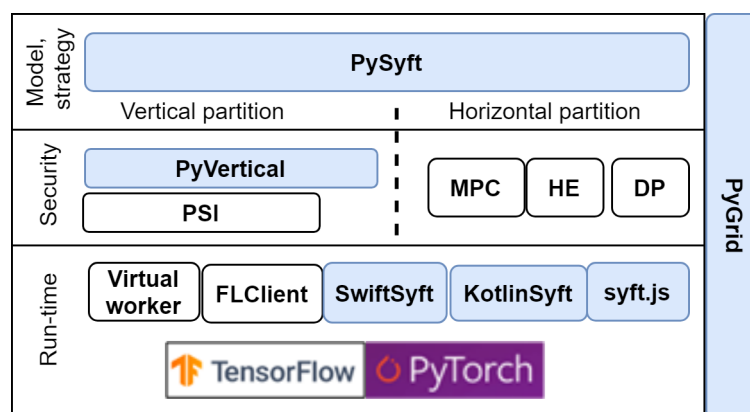 Model,
strategy
PySyft
Vertical partition
Horizontal partition
Security
PyVertical
PSI
MPC
HE
DP
Run-time
Virtual
worker
FLClient
SwiftSyft
KotlinSyft
syft.js
TensorFlow
PyTorch
PyGrid